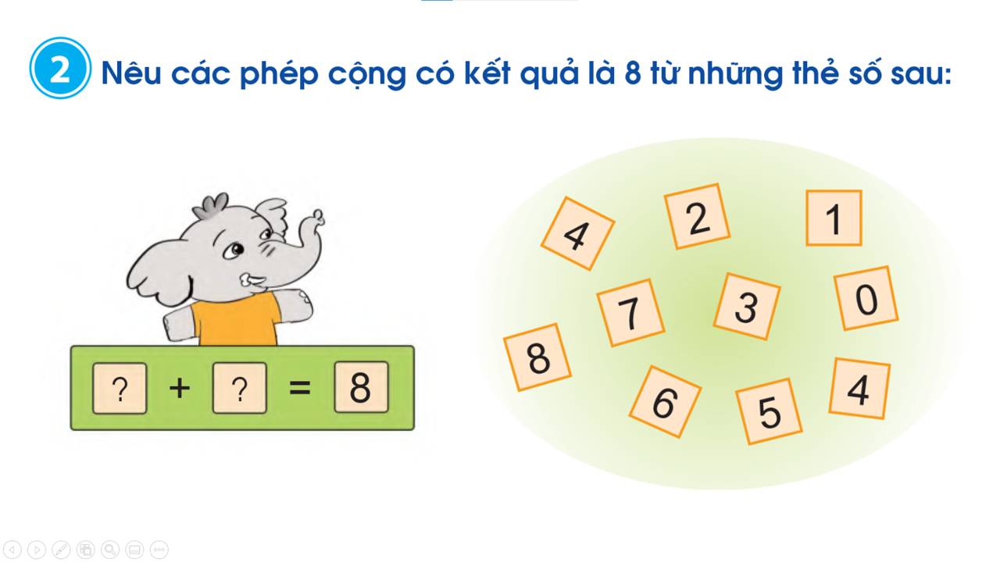 2 Nêu các phép cộng có kết quả là 8 từ những thẻ số sau:
4 2 1
7 3 0
8
6 5 4
? + ? = 8